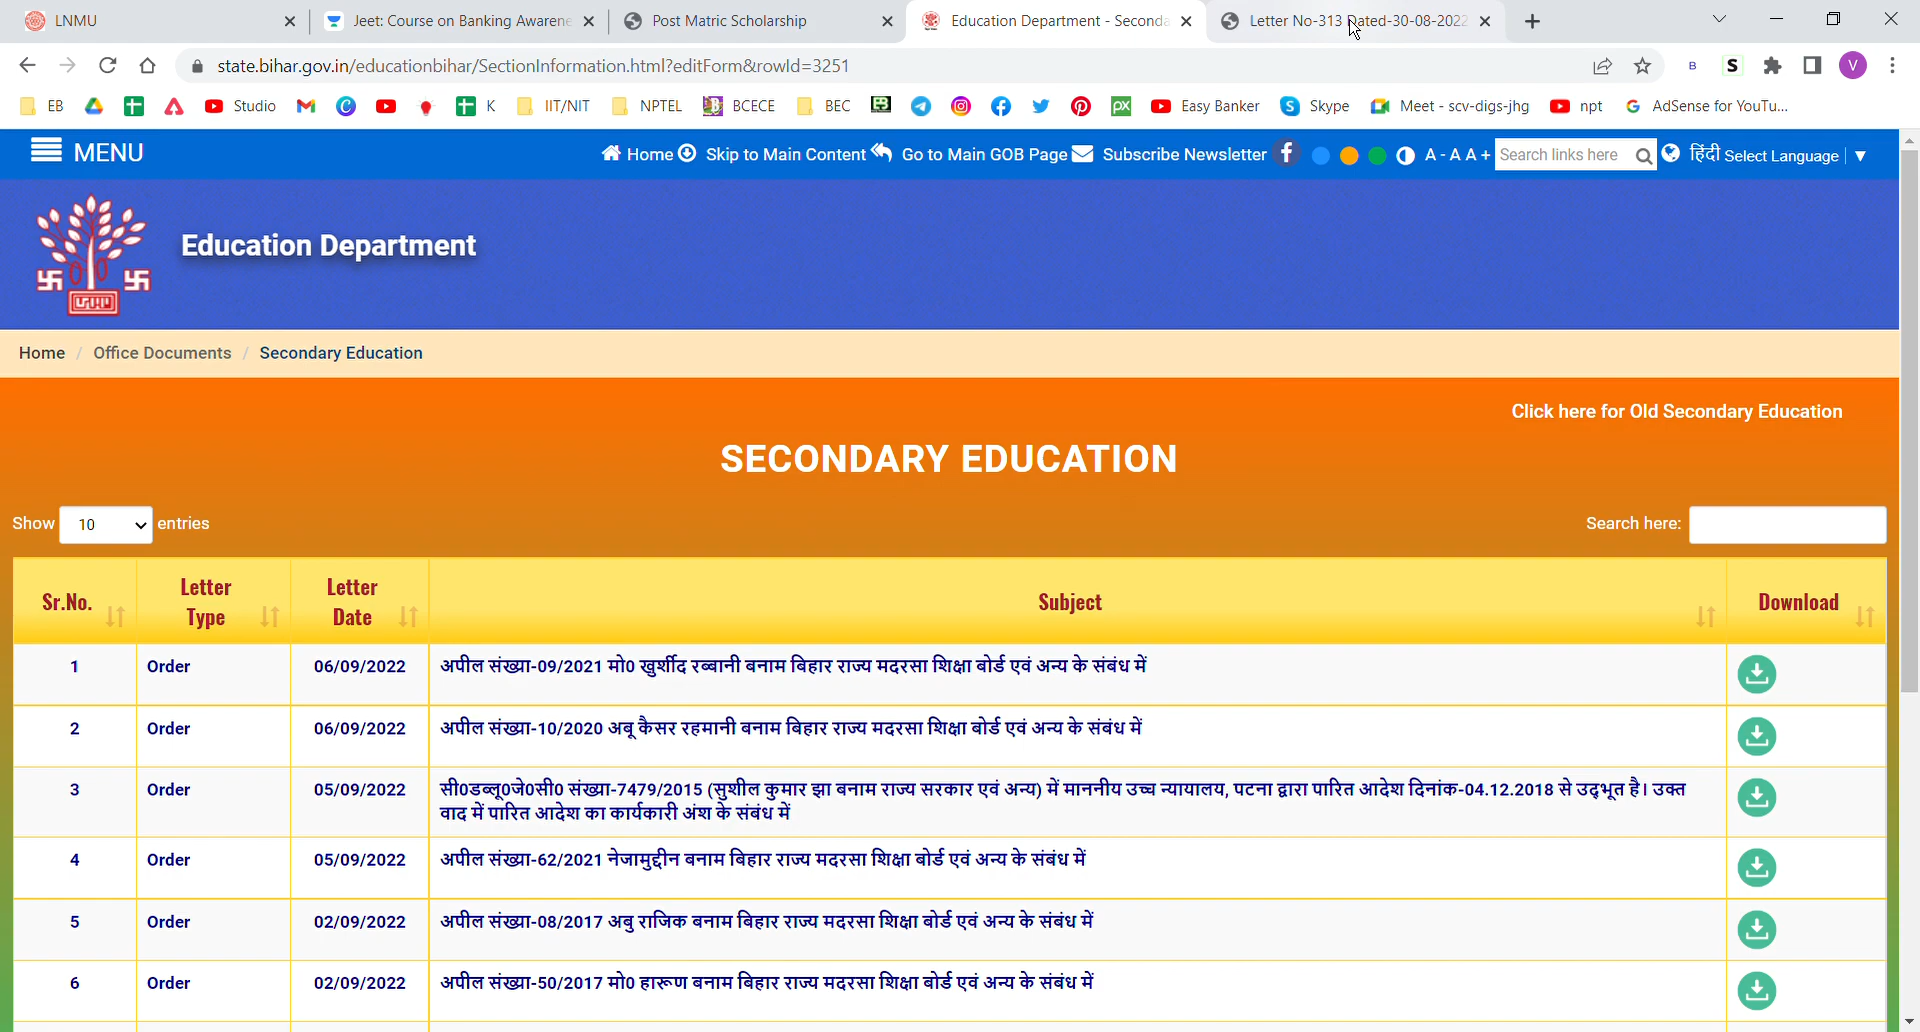 LNMU
Jeet: Course on Banking Awarene
Post Matric Scholarship
Education Department - Seconda
Letter No-313 Dated-30-08-2022
state.bihar.gov.in/educationbihar/SectionInformation.html?editForm&rowId=3251
V
EB Studio K IIT/NIT NPTEL BCECE BEC Easy Banker Skype Meet - scv-digs-jhg npt AdSense for YouTu...
MENU Home Skip to Main Content Go to Main GOB Page Subscribe Newsletter A - A A + Search links here हिंदी Select Language
Education Department
Home / Office Documents / Secondary Education
Click here for Old Secondary Education
SECONDARY EDUCATION
Show 10 entries Search here:
Sr.No. Letter Type Letter Date Subject Download
1 Order 06/09/2022 अपील संख्या-09/2021 मो0 खुर्शीद रब्बानी बनाम बिहार राज्य मदरसा शिक्षा बोर्ड एवं अन्य के संबंध में
2 Order 06/09/2022 अपील संख्या-10/2020 अबू कैसर रहमानी बनाम बिहार राज्य मदरसा शिक्षा बोर्ड एवं अन्य के संबंध में
3 Order 05/09/2022 सी0डब्लू0जे0सी0 संख्या-7479/2015 (सुशील कुमार झा बनाम राज्य सरकार एवं अन्य) में माननीय उच्च न्यायालय, पटना द्वारा पारित आदेश दिनांक-04.12.2018 से उद्भूत है। उक्त
वाद में पारित आदेश का कार्यकारी अंश के संबंध में
4 Order 05/09/2022 अपील संख्या-62/2021 नेजामुद्दीन बनाम बिहार राज्य मदरसा शिक्षा बोर्ड एवं अन्य के संबंध में
5 Order 02/09/2022 अपील संख्या-08/2017 अबु राजिक बनाम बिहार राज्य मदरसा शिक्षा बोर्ड एवं अन्य के संबंध में
6 Order 02/09/2022 अपील संख्या-50/2017 मो0 हारूण बनाम बिहार राज्य मदरसा शिक्षा बोर्ड एवं अन्य के संबंध में